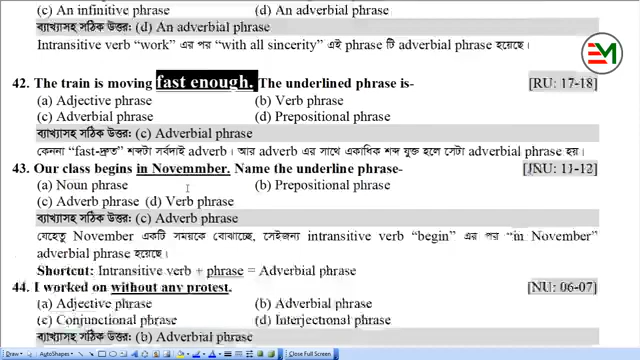 (c) An infinitive phrase (d) An adverbial phrase
ব্যাখ্যাসহ সঠিক উত্তর: (d) An adverbial phrase
Intransitive verb “work” এর পর “with all sincerity” এই phrase টি adverbial phrase হয়েছে।
EM
42. The train is moving fast enough. The underlined phrase is- [RU: 17-18]
(a) Adjective phrase (b) Verb phrase
(c) Adverbial phrase (d) Prepositional phrase
ব্যাখ্যাসহ সঠিক উত্তর: (c) Adverbial phrase
কেননা “fast-দ্রুত” শব্দটা সর্বদাই adverb। আর adverb এর সাথে একাধিক শব্দ যুক্ত হলে সেটা adverbial phrase হয়।
43. Our class begins in Novemmber. Name the underline phrase- [JNU: 11-12]
(a) Noun phrase (b) Prepositional phrase
(c) Adverb phrase (d) Verb phrase
ব্যাখ্যাসহ সঠিক উত্তর: (c) Adverb phrase
যেহেতু November একটি সময়কে বোঝাচ্ছে, সেইজন্য intransitive verb “begin” এর পর “in November”
adverbial phrase হয়েছে।
Shortcut: Intransitive verb + phrase = Adverbial phrase
44. I worked on without any protest. [NU: 06-07]
(a) Adjective phrase (b) Adverbial phrase
(c) Conjunctional phrase (d) Interjectional phrase
ব্যাখ্যাসহ সঠিক উত্তর: (b) Adverbial phrase
Draw AutoShapes Close Full Screen